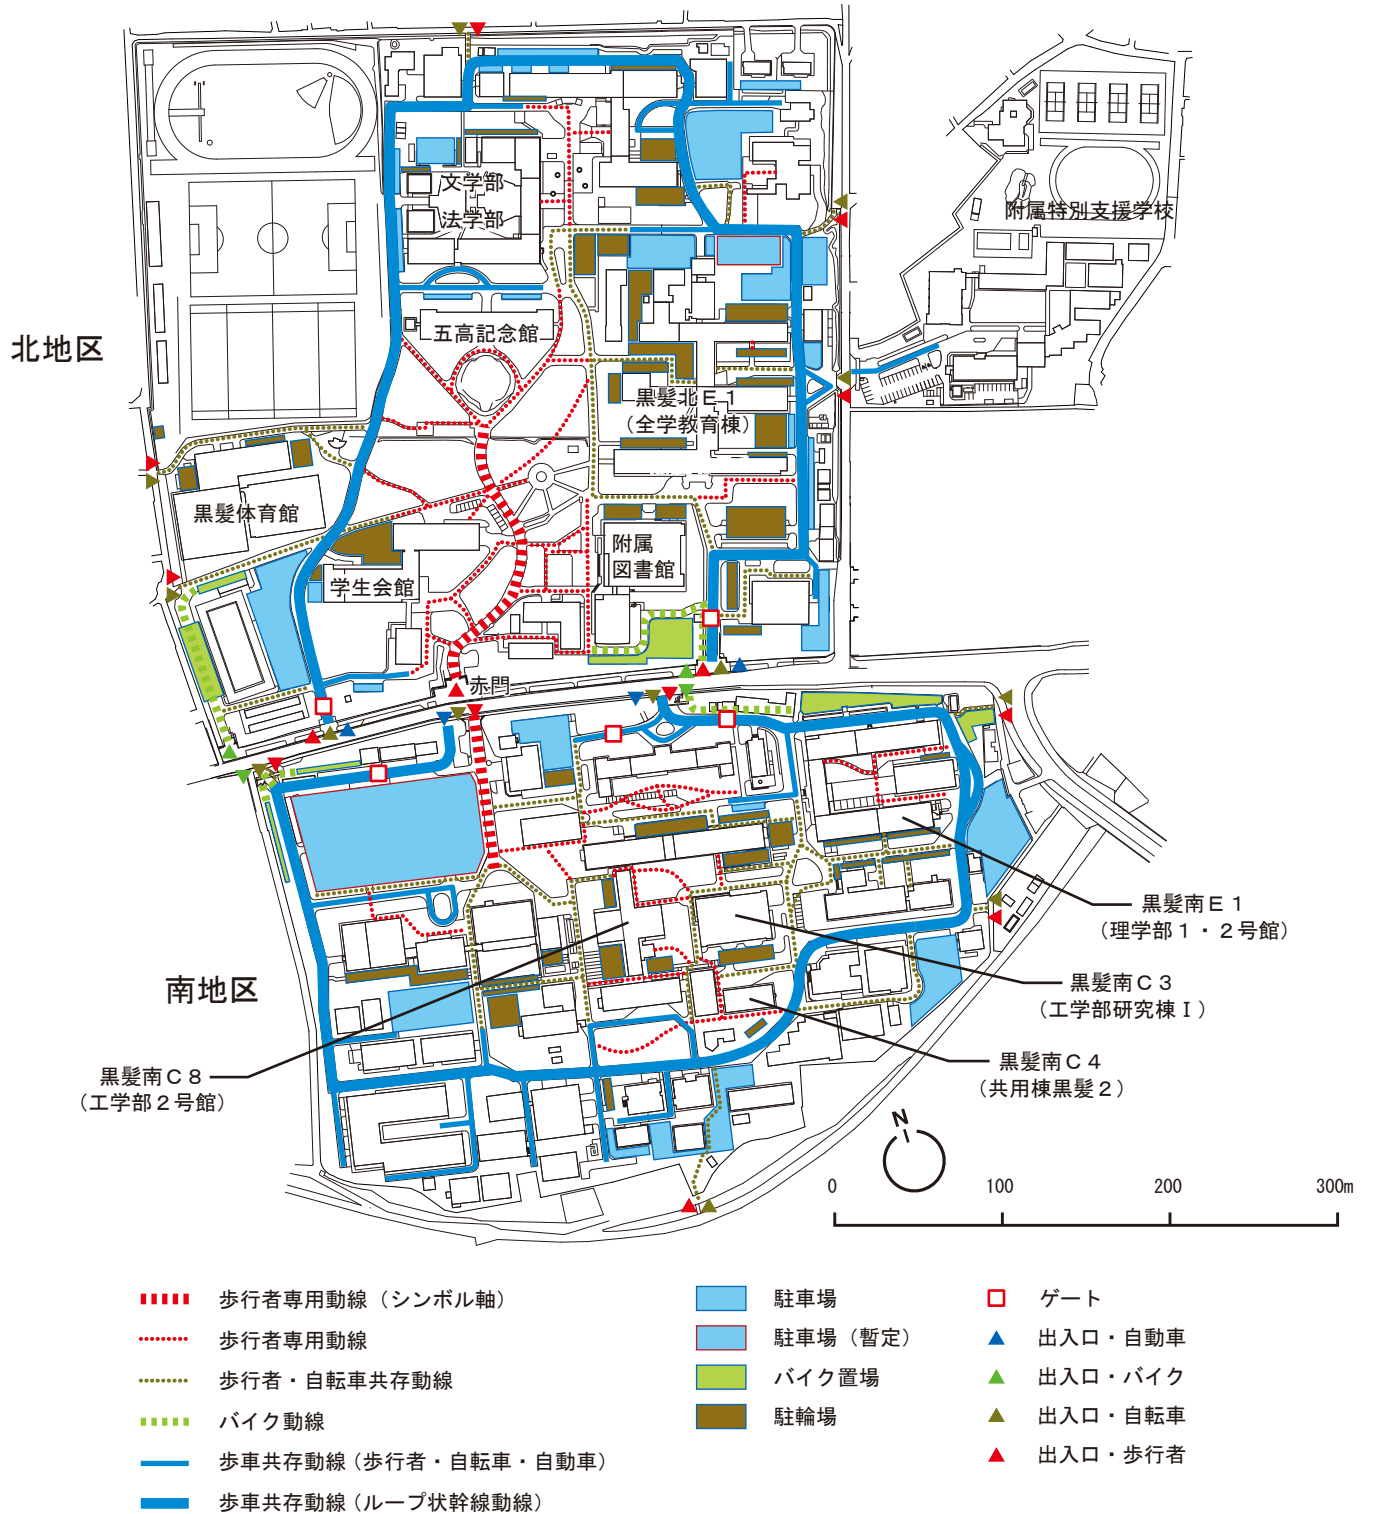 文学部
法学部
附属特別支援学校
五高記念館
北地区
黒髪北Ｅ１
（全学教育棟）
黒髪体育館
附属
図書館
学生会館
赤門
黒髪南Ｅ１
（理学部１・２号館）
南地区
黒髪南Ｃ３
（工学部研究棟Ⅰ）
黒髪南Ｃ４
（共用棟黒髪２）
黒髪南Ｃ８
（工学部２号館）
N
0 100 200 300m
歩行者専用動線（シンボル軸）
歩行者専用動線
歩行者・自転車共存動線
バイク動線
歩車共存動線（歩行者・自転車・自動車）
歩車共存動線（ループ状幹線動線）
駐車場
駐車場（暫定）
バイク置場
駐輪場
ゲート
出入口・自動車
出入口・バイク
出入口・自転車
出入口・歩行者